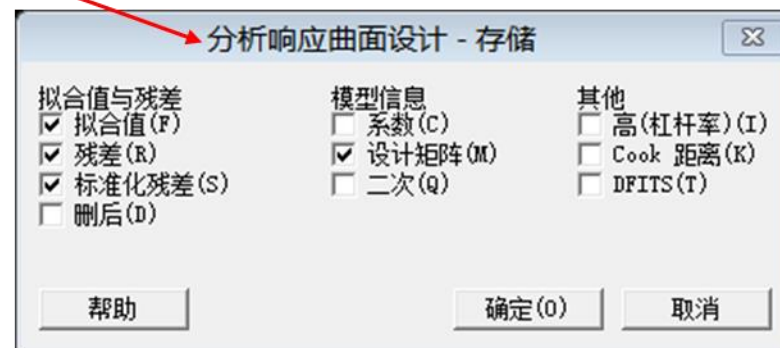 分析响应曲面设计 - 存储
拟合值与残差
拟合值(F)
残差(R)
标准化残差(S)
删后(D)
模型信息
系数(C)
设计矩阵(M)
二次(Q)
其他
高(杠杆率)(I)
Cook 距离(K)
DFITS(T)
帮助
确定(O)
取消